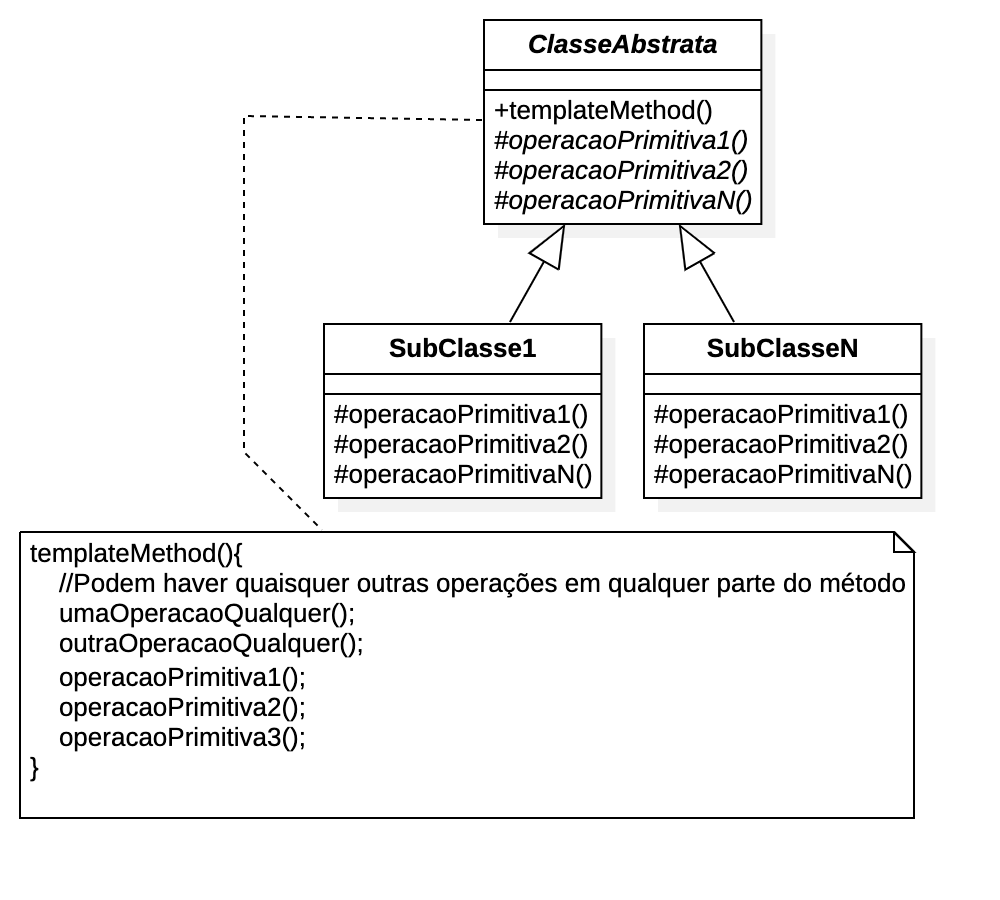 ClasseAbstrata
+templateMethod()
#operacaoPrimitiva1()
#operacaoPrimitiva2()
#operacaoPrimitivaN()
SubClasse1
#operacaoPrimitiva1()
#operacaoPrimitiva2()
#operacaoPrimitivaN()
SubClasseN
#operacaoPrimitiva1()
#operacaoPrimitiva2()
#operacaoPrimitivaN()
templateMethod(){
//Podem haver quaisquer outras operações em qualquer parte do método
umaOperacaoQualquer();
outraOperacaoQualquer();
operacaoPrimitiva1();
operacaoPrimitiva2();
operacaoPrimitiva3();
}